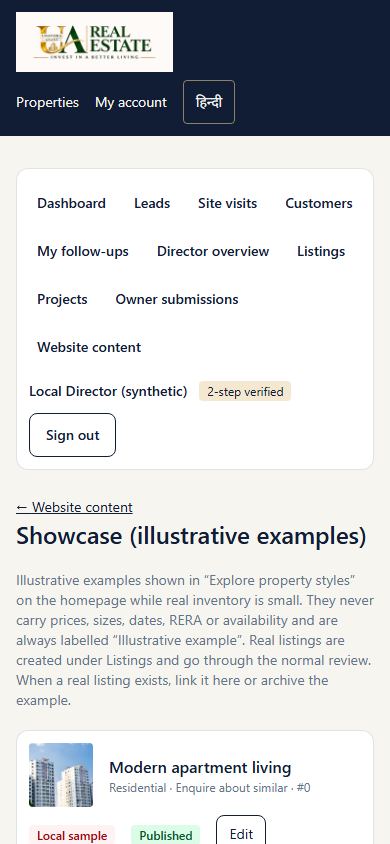 UA REAL
ESTATE
INVEST IN A BETTER LIVING
Properties My account हिन्दी
Dashboard Leads Site visits Customers
My follow-ups Director overview Listings
Projects Owner submissions
Website content
Local Director (synthetic) 2-step verified
Sign out
← Website content
Showcase (illustrative examples)
Illustrative examples shown in “Explore property styles”
on the homepage while real inventory is small. They never
carry prices, sizes, dates, RERA or availability and are
always labelled “Illustrative example”. Real listings are
created under Listings and go through the normal review.
When a real listing exists, link it here or archive the
example.
Modern apartment living
Residential · Enquire about similar · #0
Local sample Published Edit